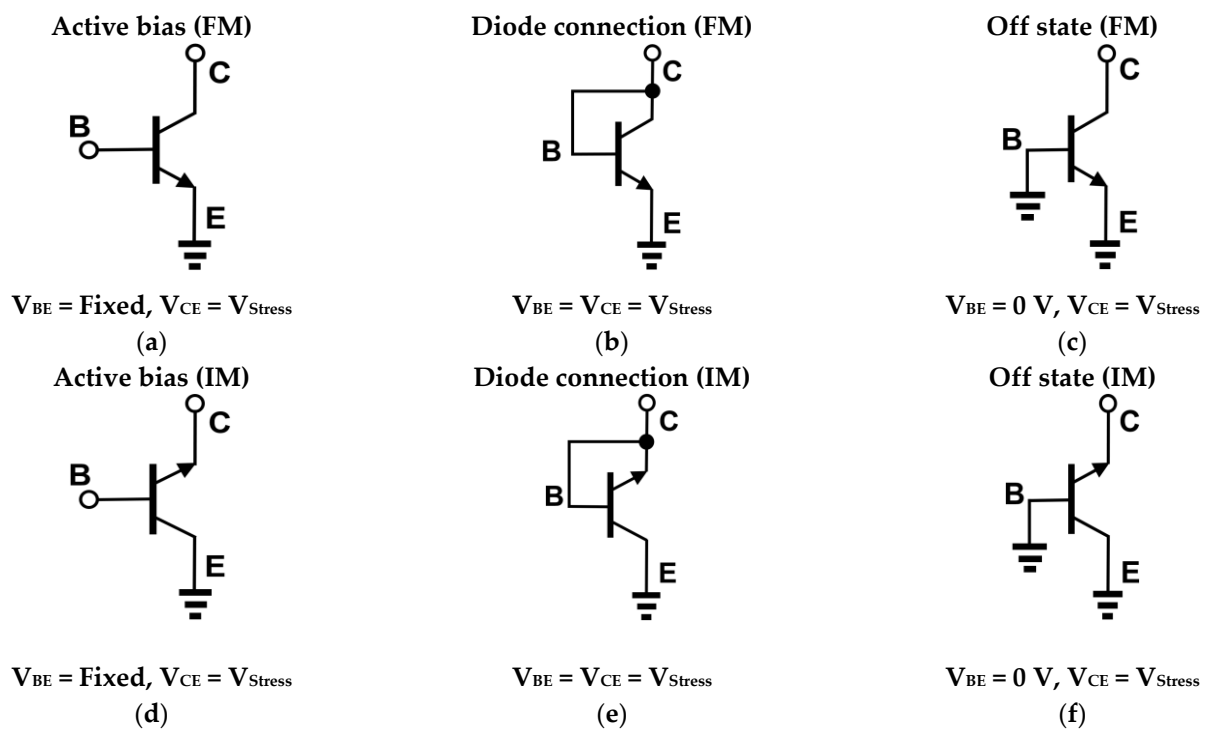 Active bias (FM) Diode connection (FM) Off state (FM)
C C C
B B B
E E E
VBE = Fixed, VCE = VStress VBE = VCE = VStress VBE = 0 V, VCE = VStress
(a) (b) (c)
Active bias (IM) Diode connection (IM) Off state (IM)
C C C
B B B
E E E
VBE = Fixed, VCE = VStress VBE = VCE = VStress VBE = 0 V, VCE = VStress
(d) (e) (f)